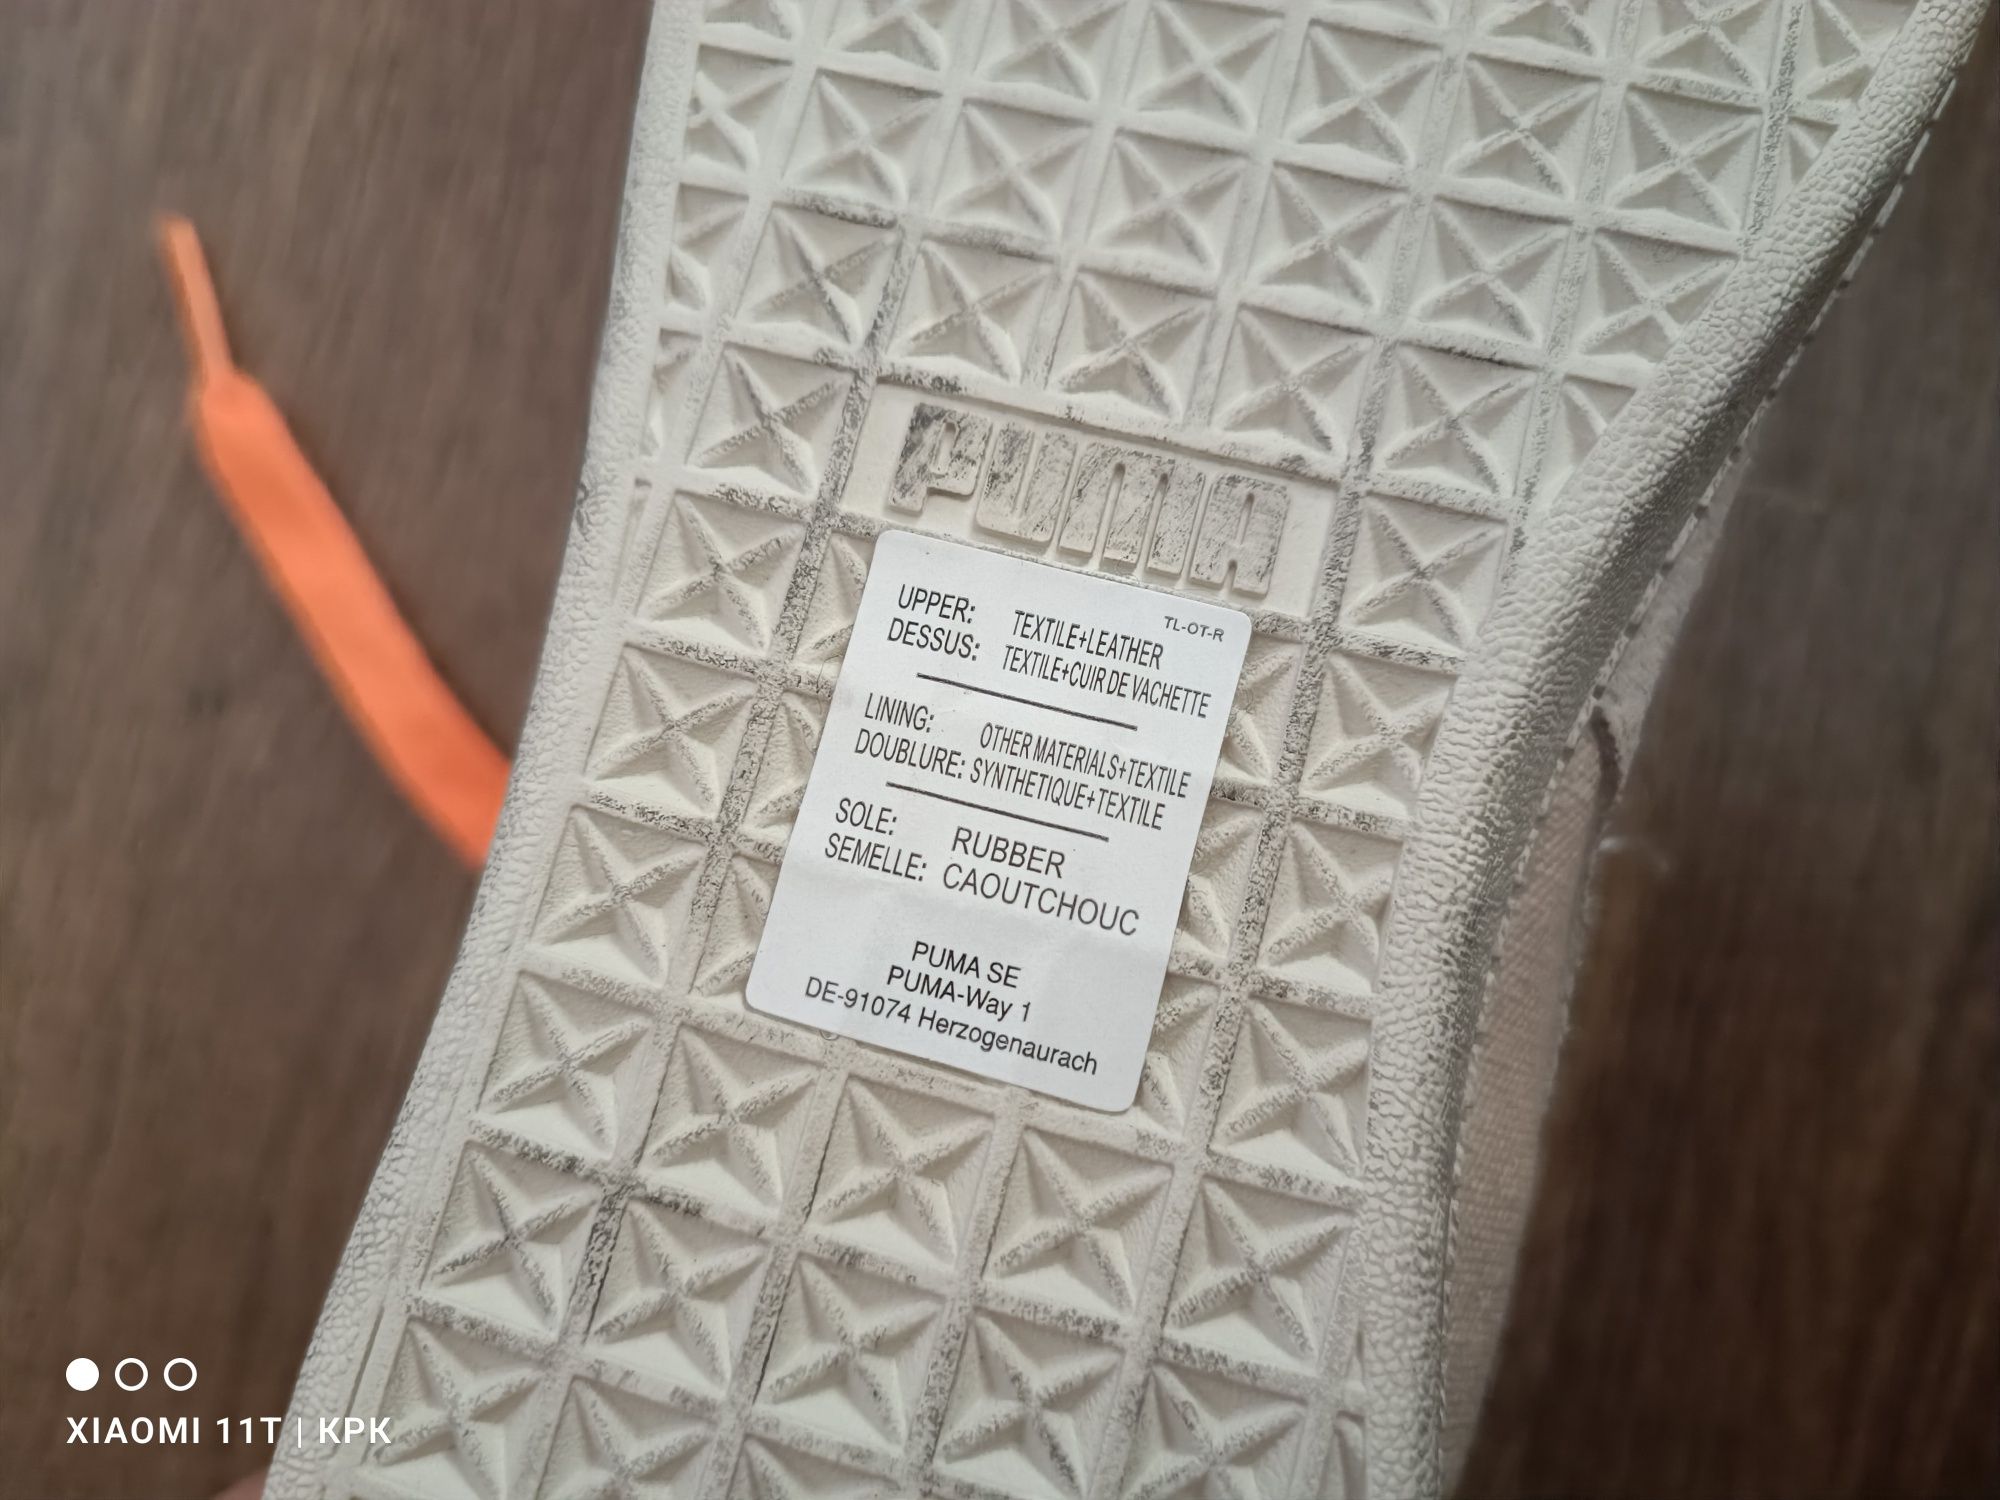 PUMA
TL-OT-R
UPPER: TEXTILE+LEATHER
DESSUS: TEXTILE+CUIR DE VACHETTE
LINING: OTHER MATERIALS+TEXTILE
DOUBLURE: SYNTHETIQUE+TEXTILE
SOLE: RUBBER
SEMELLE: CAOUTCHOUC
PUMA SE
PUMA-Way 1
DE-91074 Herzogenaurach
XIAOMI 11T | KPK